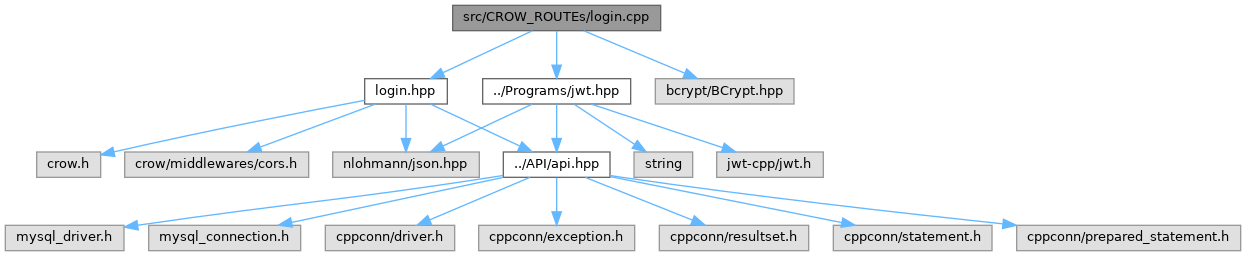 src/CROW_ROUTEs/login.cpp
login.hpp
../Programs/jwt.hpp
bcrypt/BCrypt.hpp
crow.h
crow/middlewares/cors.h
nlohmann/json.hpp
../API/api.hpp
string
jwt-cpp/jwt.h
mysql_driver.h
mysql_connection.h
cppconn/driver.h
cppconn/exception.h
cppconn/resultset.h
cppconn/statement.h
cppconn/prepared_statement.h